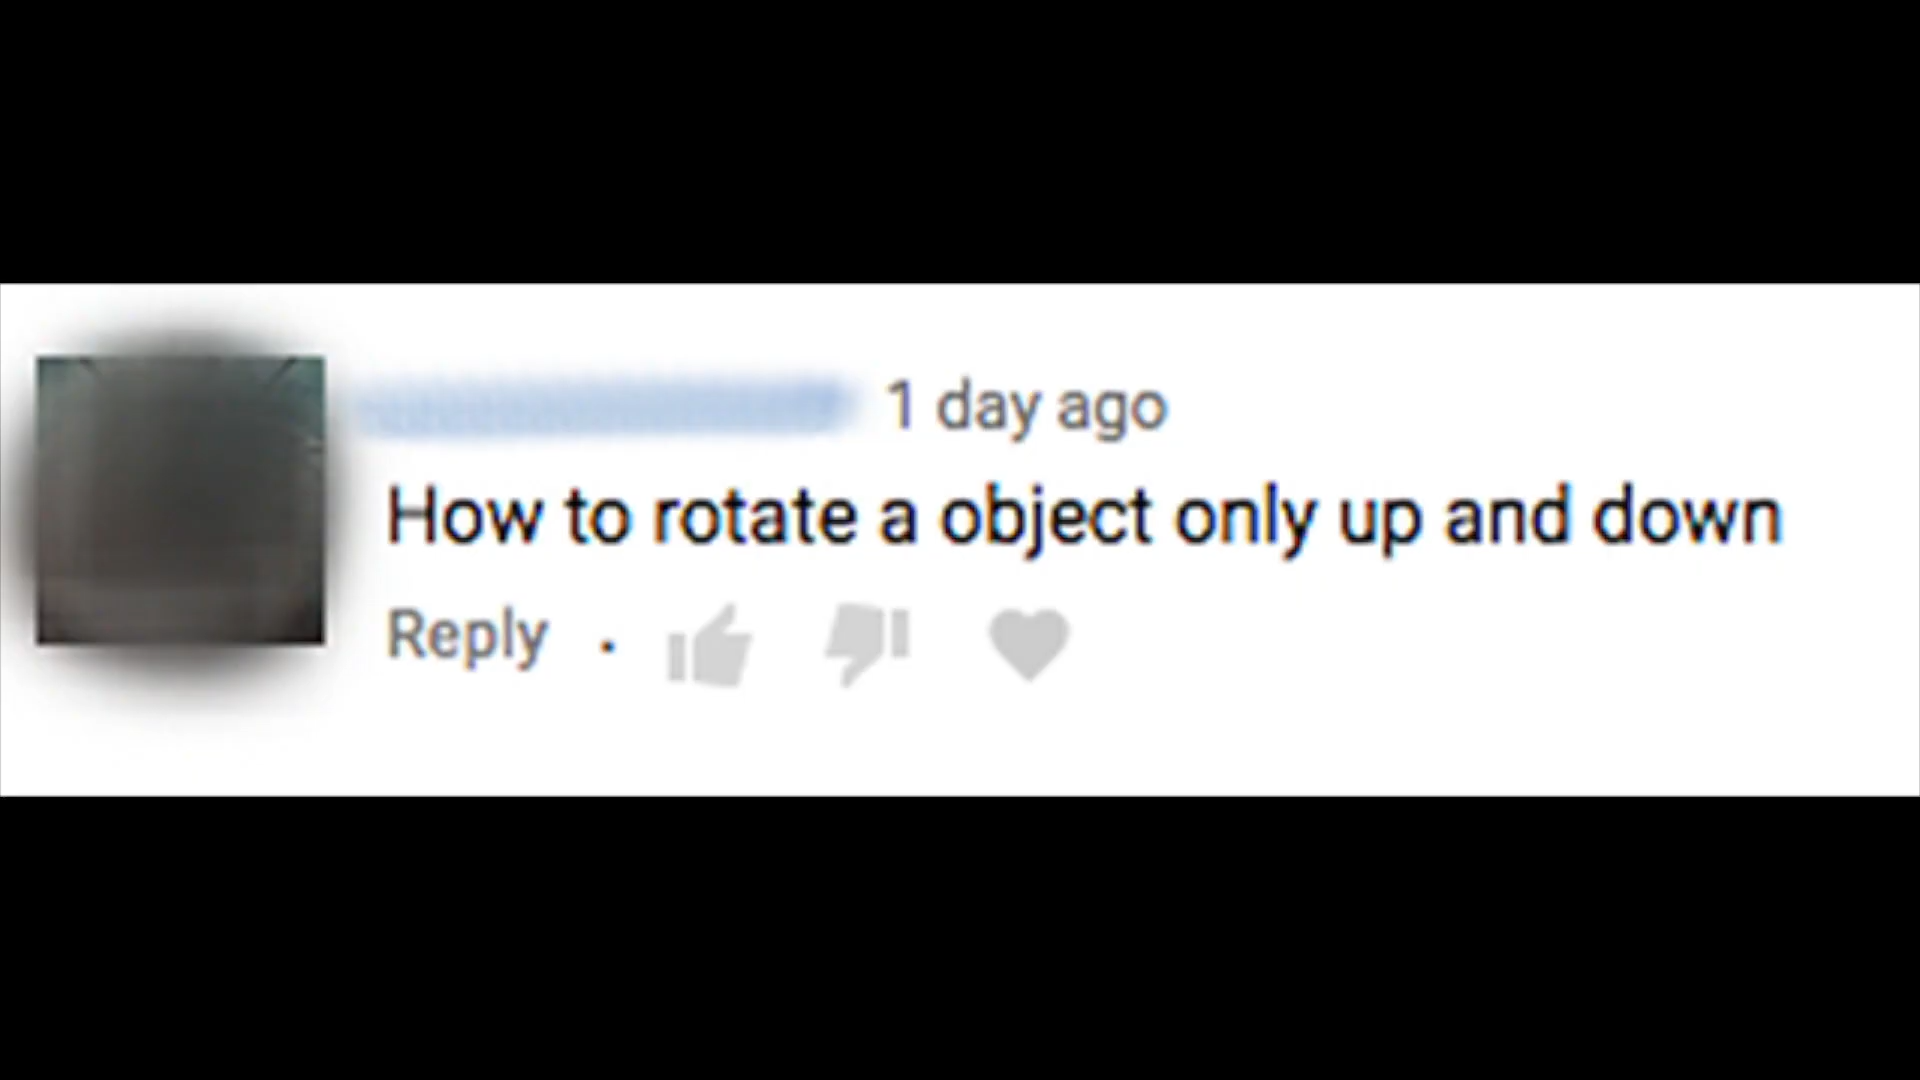 1 day ago
How to rotate a object only up and down
Reply •